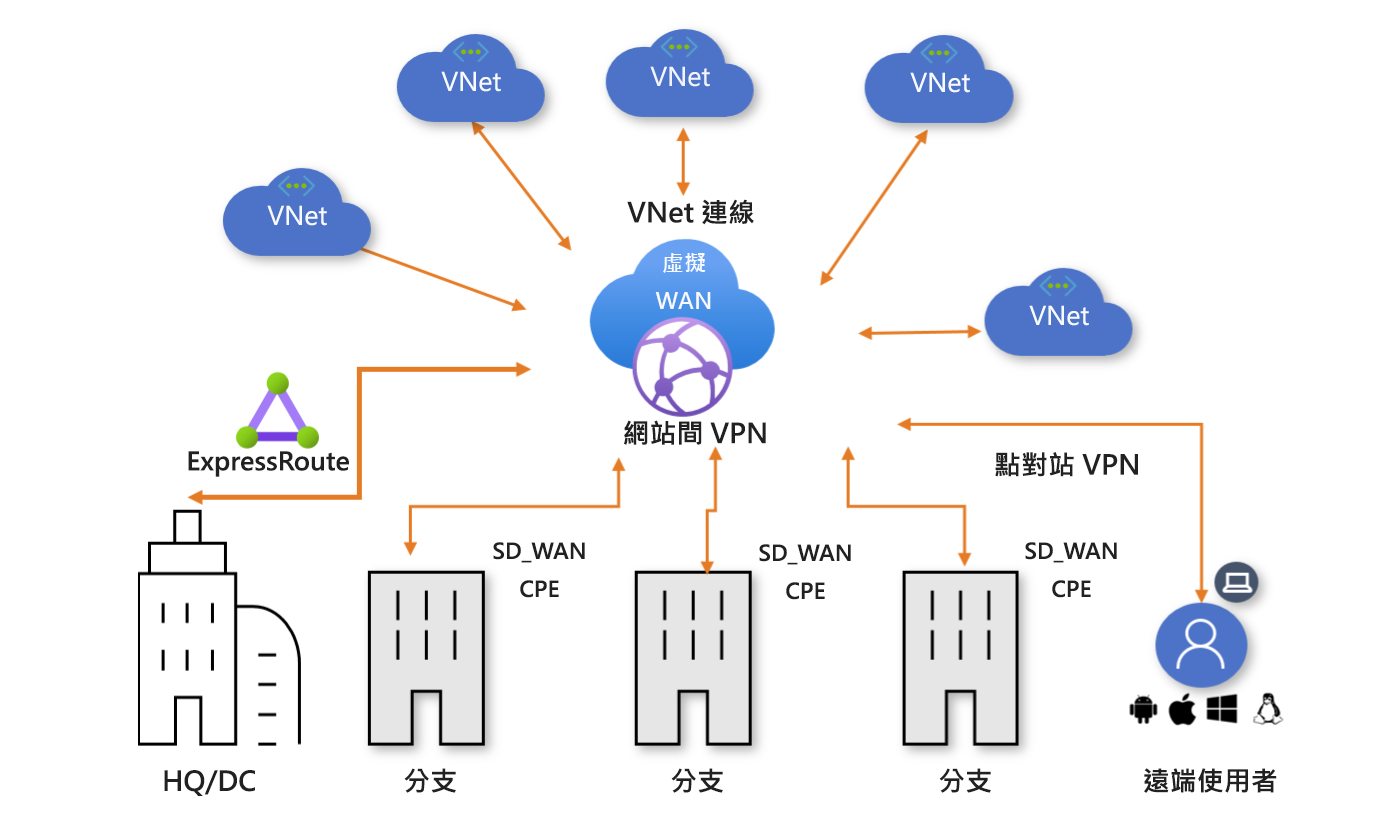 VNet
VNet
VNet
VNet
VNet 連線
虛擬
WAN
VNet
網站間 VPN
ExpressRoute
點對站 VPN
SD_WAN
CPE
SD_WAN
CPE
SD_WAN
CPE
HQ/DC
分支
分支
分支
遠端使用者